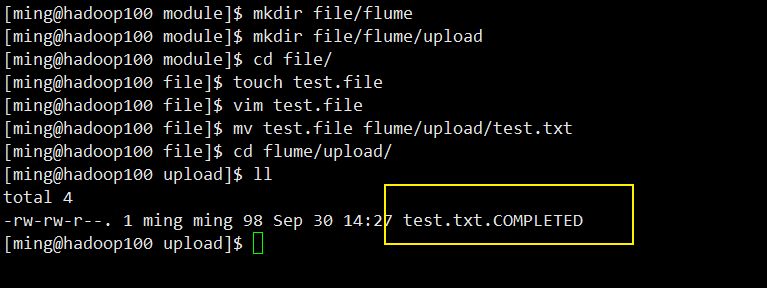 [ming@hadoop100 module]$ mkdir file/flume
[ming@hadoop100 module]$ mkdir file/flume/upload
[ming@hadoop100 module]$ cd file/
[ming@hadoop100 file]$ touch test.file
[ming@hadoop100 file]$ vim test.file
[ming@hadoop100 file]$ mv test.file flume/upload/test.txt
[ming@hadoop100 file]$ cd flume/upload/
[ming@hadoop100 upload]$ ll
total 4
-rw-rw-r--. 1 ming ming 98 Sep 30 14:27 test.txt.COMPLETED
[ming@hadoop100 upload]$